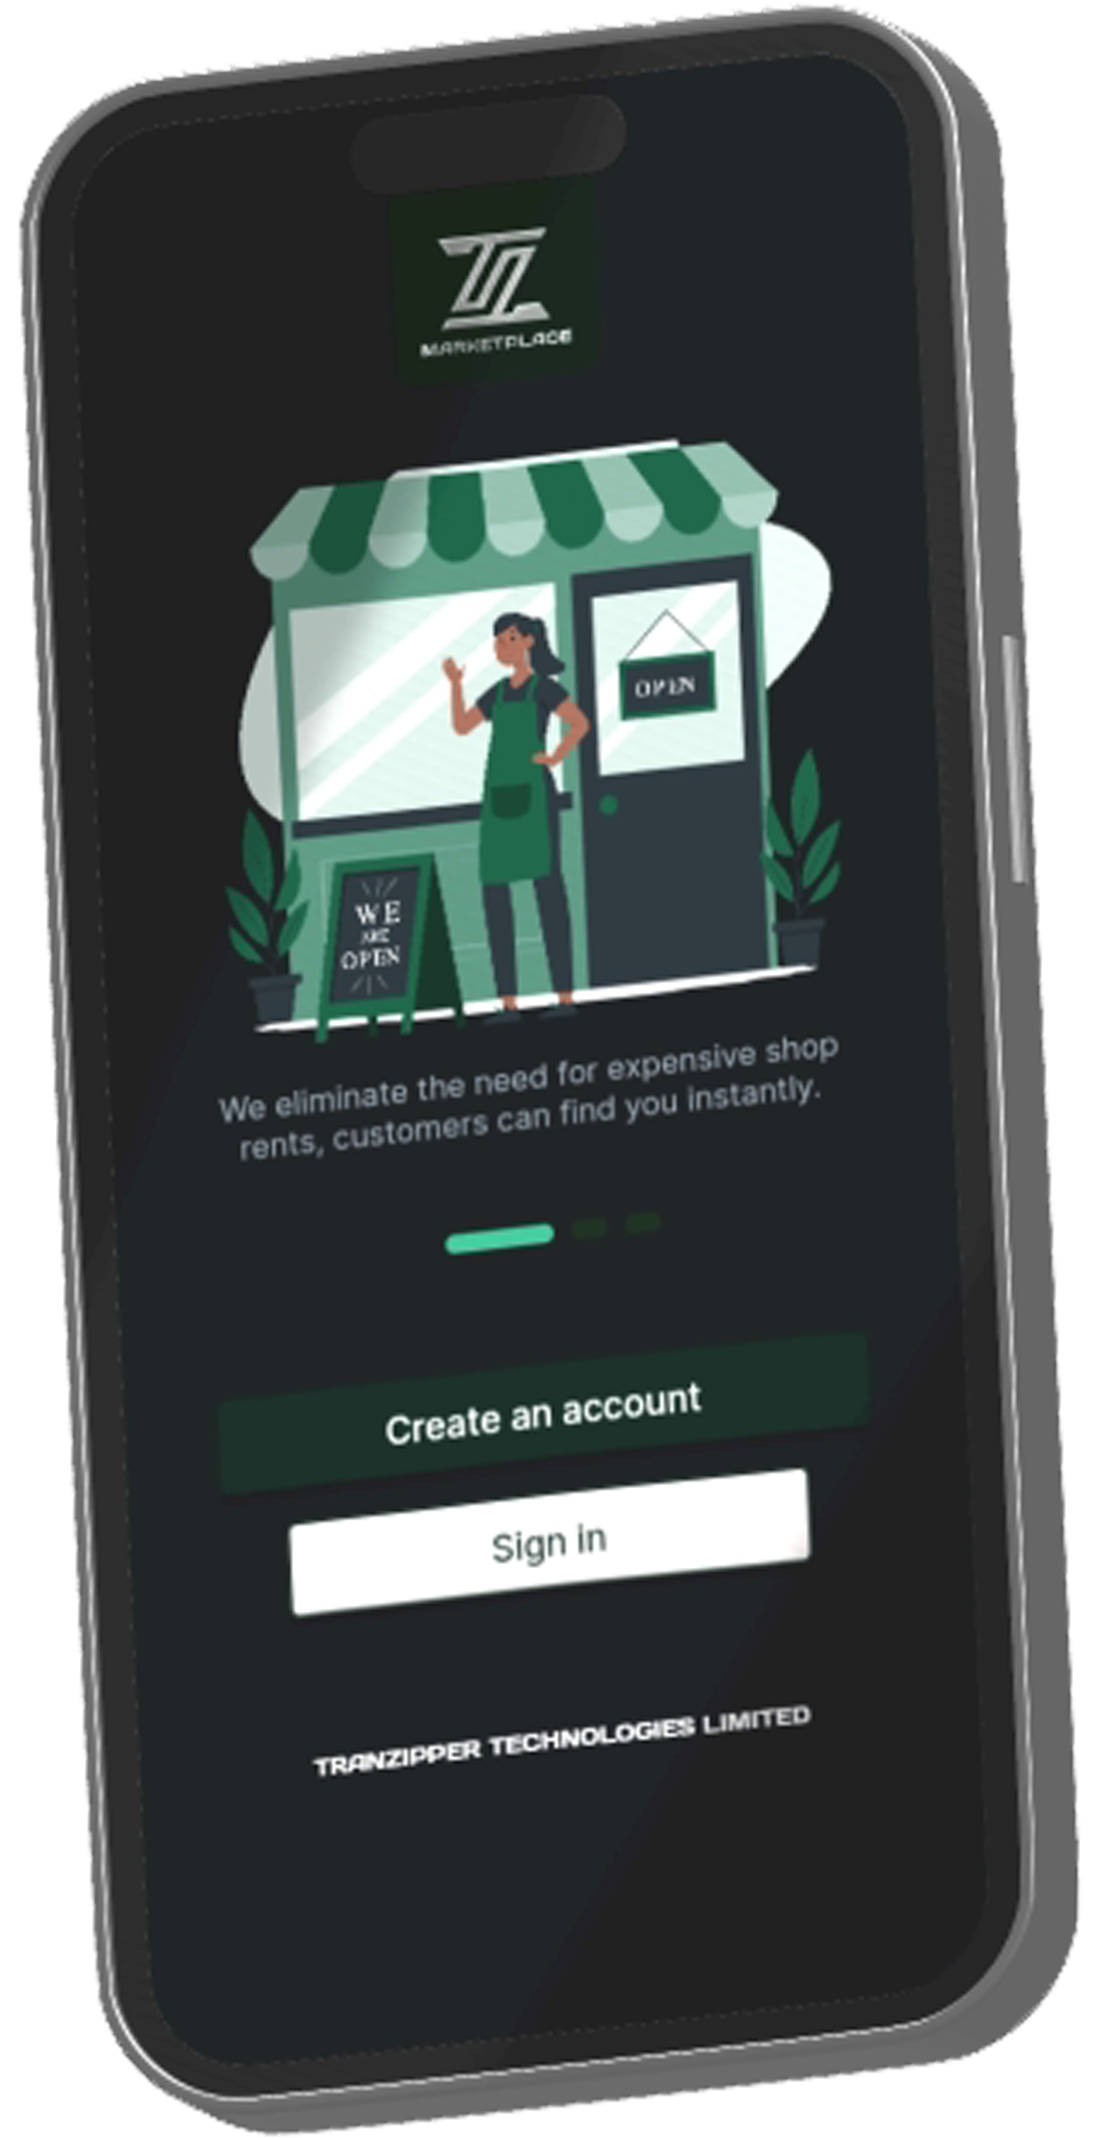 MARKETPLACE
OPEN
WE
ARE
OPEN
We eliminate the need for expensive shop
rents, customers can find you instantly.
Create an account
Sign in
TRANZIPPER TECHNOLOGIES LIMITED